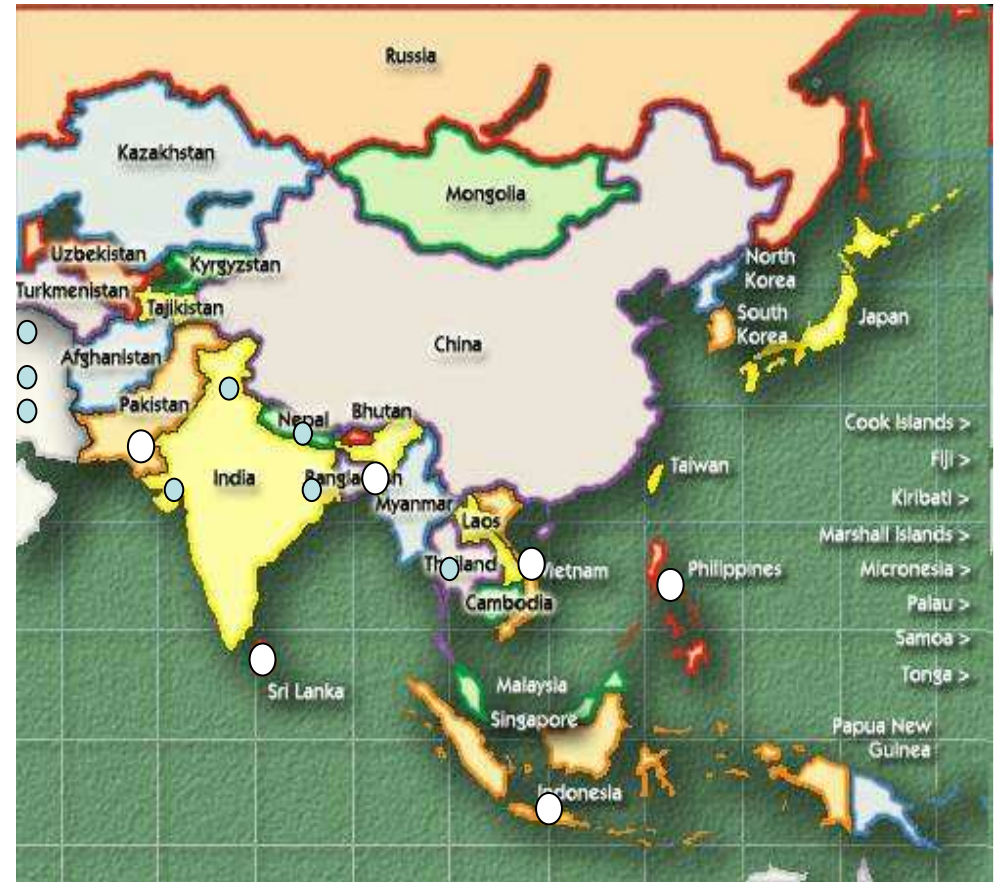 Russia
Kazakhstan
Mongolia
Uzbekistan
Kyrgyzstan
North
Korea
Turkmenistan
Tajikistan
South
Korea
Japan
China
Afghanistan
Pakistan
Nepal
Bhutan
Cook Islands >
Fiji >
Taiwan
India
Bangladesh
Myanmar
Kiribati >
Laos
Marshall Islands >
Thailand
Vietnam
Philippines
Micronesia >
Cambodia
Palau >
Samoa >
Tonga >
Sri Lanka
Malaysia
Singapore
Papua New
Guinea
Indonesia